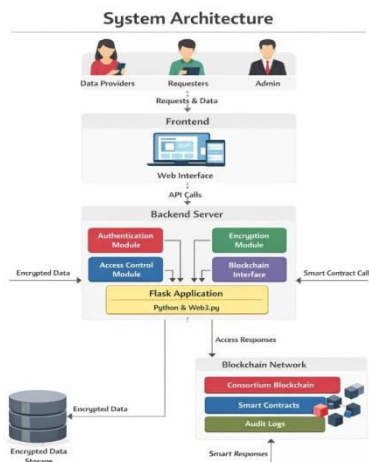 System Architecture
Data Providers
Requesters
Admin
Requests & Data
Frontend
Web Interface
API Calls
Backend Server
Authentication
Module
Encryption
Module
Access Control
Module
Blockchain
Interface
Encrypted Data
Smart Contract Call
Flask Application
Python & Web3.py
Access Responses
Blockchain Network
Consortium Blockchain
Smart Contracts
Audit Logs
Encrypted Data
Encrypted Data
Storage
Smart Responses